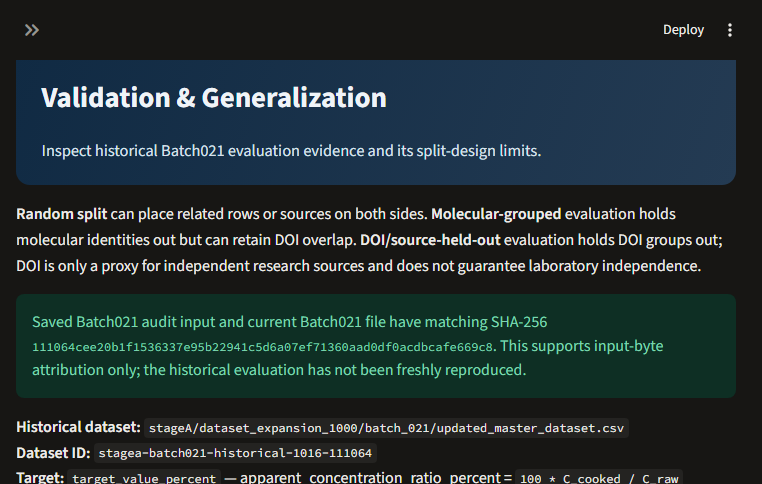 Deploy
Validation & Generalization
Inspect historical Batch021 evaluation evidence and its split-design limits.
Random split can place related rows or sources on both sides. Molecular-grouped evaluation holds
molecular identities out but can retain DOI overlap. DOI/source-held-out evaluation holds DOI groups out;
DOI is only a proxy for independent research sources and does not guarantee laboratory independence.
Saved Batch021 audit input and current Batch021 file have matching SHA-256
111064cee20b1f1536337e95b22941c5d6a07ef71360aad0df0acdbcafe669c8. This supports input-byte
attribution only; the historical evaluation has not been freshly reproduced.
Historical dataset: stageA/dataset_expansion_1000/batch_021/updated_master_dataset.csv
Dataset ID: stagea-batch021-historical-1016-111064
Target: target_value_percent — apparent_concentration_ratio_percent = 100 * C_cooked / C_raw